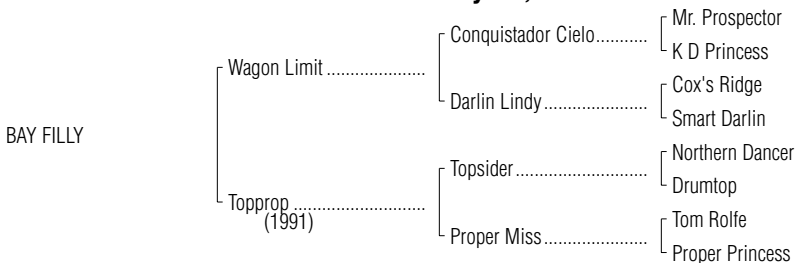 Mr. Prospector
Conquistador Cielo...........
K D Princess
Wagon Limit .....................
Cox's Ridge
Darlin Lindy......................
Smart Darlin
BAY FILLY
Northern Dancer
Topsider............................
Drumtop
Topprop ...........................
(1991)
Tom Rolfe
Proper Miss......................
Proper Princess